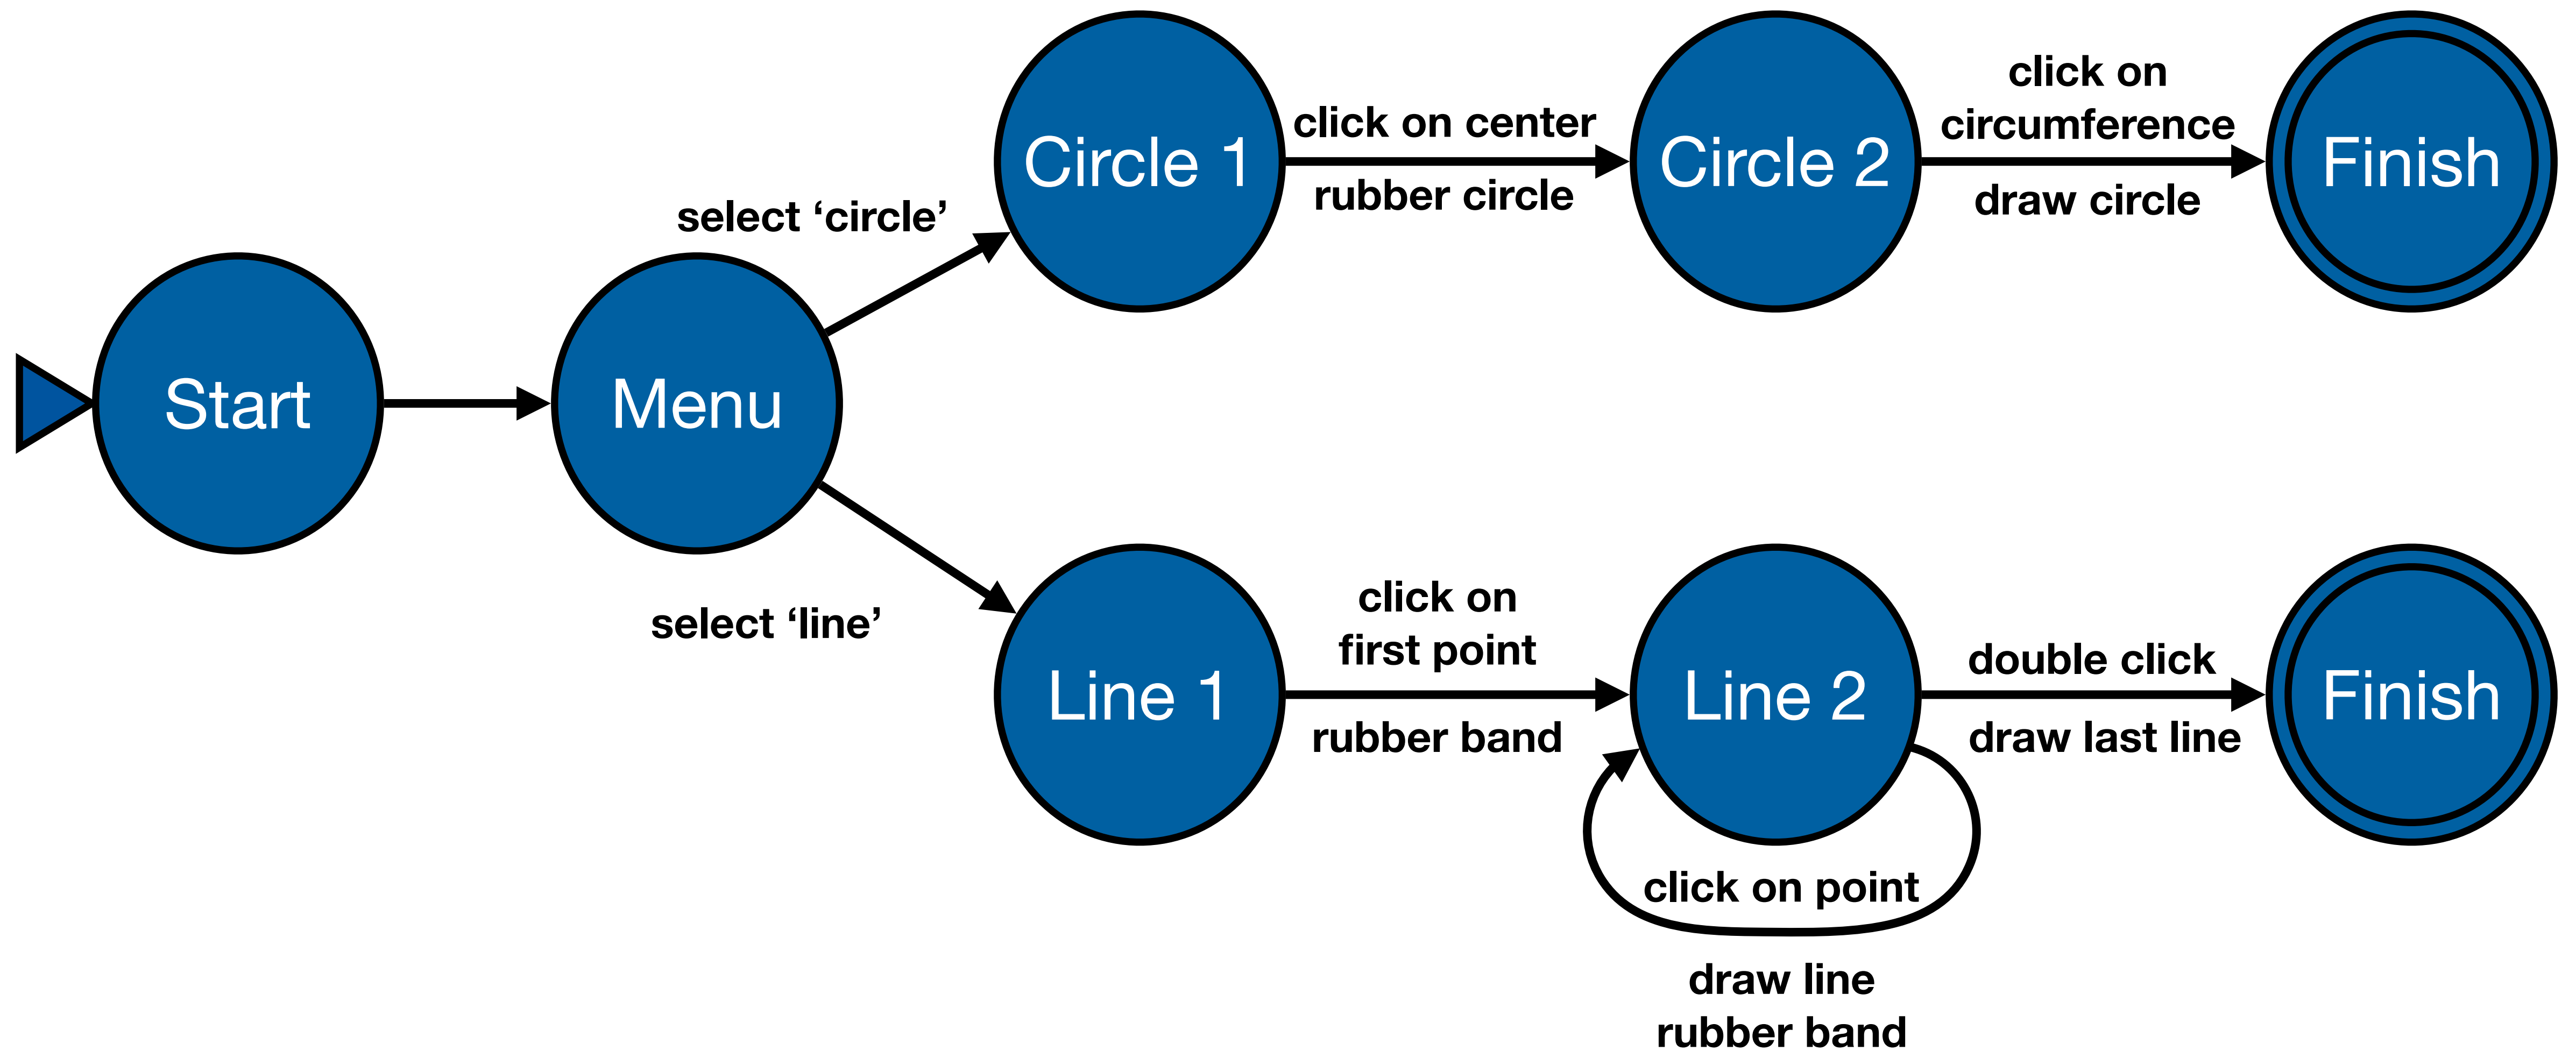 Start
Menu
select ‘circle’
Circle 1
click on center
rubber circle
Circle 2
click on
circumference
draw circle
Finish
select ‘line’
Line 1
click on
first point
rubber band
Line 2
double click
draw last line
Finish
click on point
draw line
rubber band